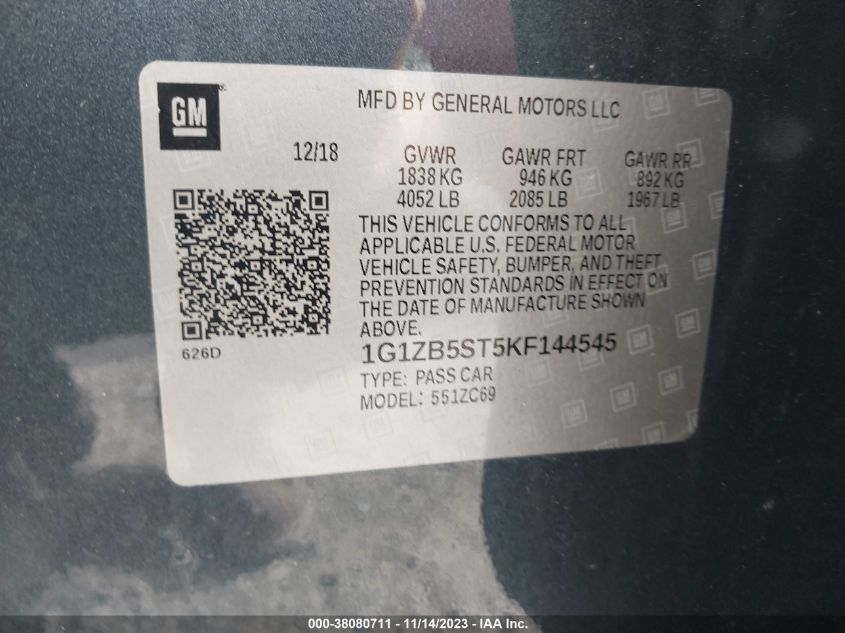 GM
MFD BY GENERAL MOTORS LLC
12/18 GVWR GAWR FRT GAWR RR
1838 KG 946 KG 892 KG
4052 LB 2085 LB 1967 LB
THIS VEHICLE CONFORMS TO ALL
APPLICABLE U.S. FEDERAL MOTOR
VEHICLE SAFETY, BUMPER, AND THEFT
PREVENTION STANDARDS IN EFFECT ON
THE DATE OF MANUFACTURE SHOWN
ABOVE.
626D
1G1ZB5ST5KF144545
TYPE: PASS CAR
MODEL: 551ZC69
000-38080711 - 11/14/2023 - IAA Inc.